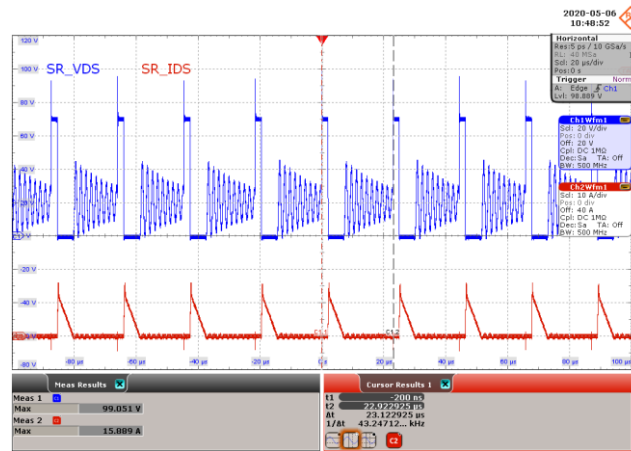 2020-05-06
10:48:52
Horizontal
Res:5 ps / 10 GSa/s
RL: 40 MSa
Scl: 20 µs/div
Pos:0 s
Trigger Norm
A: Edge Ch1
Lvl: 98.889 V
SR_VDS SR_IDS
Ch1Wfm1
Scl: 20 V/div
Pos: 0 div
Off: 20 V
Cpl: DC 1MΩ
Dec: Sa TA: Off
BW: 500 MHz
Ch2Wfm1
Scl: 10 A/div
Pos: 0 div
Off: 40 A
Cpl: DC 1MΩ
Dec: Sa TA: Off
BW: 500 MHz
120 V
100 V
80 V
60 V
40 V
20 V
-20 V
-40 V
-60 V
-80 V
-80 µs
-60 µs
-40 µs
-20 µs
0 s
20 µs
40 µs
60 µs
80 µs
C1.1
C1.2
Meas Results
Meas 1
Max 99.051 V
Meas 2
Max 15.889 A
Cursor Results 1
t1 -200 ns
t2 22.922925 µs
Δt 23.122925 µs
1/Δt 43.24712... kHz
C2